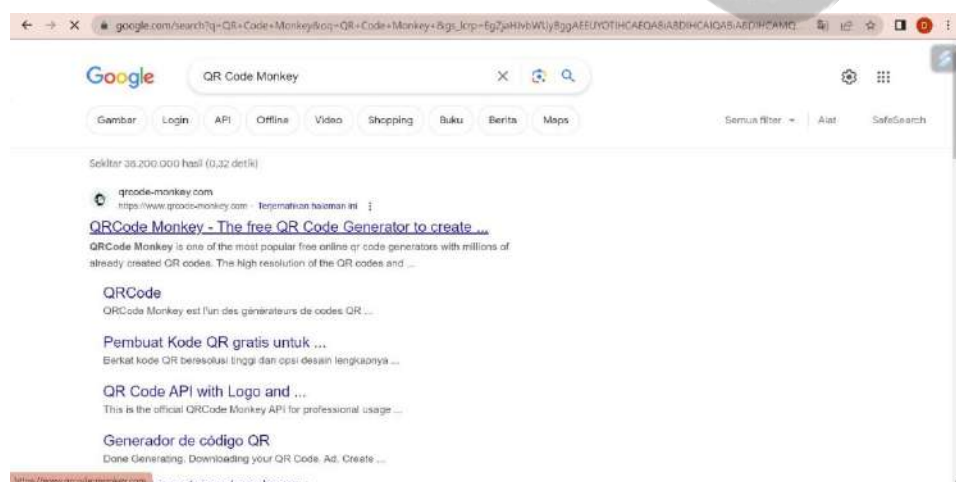 google.com/search?q=QR+Code+Monkey&oq=QR+Code+Monkey+
Google
QR Code Monkey
Gambar Login API Offline Video Shopping Buku Berita Maps
Semua filter Alat SafeSearch
Sekitar 38.200.000 hasil (0,32 detik)
qrcode-monkey.com
https://www.qrcode-monkey.com · Terjemahkan halaman ini
QRCode Monkey - The free QR Code Generator to create ...
QRCode Monkey is one of the most popular free online qr code generators with millions of
already created QR codes. The high resolution of the QR codes and ...
QRCode
QRCode Monkey est l'un des générateurs de codes QR ...
Pembuat Kode QR gratis untuk ...
Berkat kode QR beresolusi tinggi dan opsi desain lengkapnya ...
QR Code API with Logo and ...
This is the official QRCode Monkey API for professional usage ...
Generador de código QR
Done Generating. Downloading your QR Code. Ad. Create ...
https://www.qrcode-monkey.com